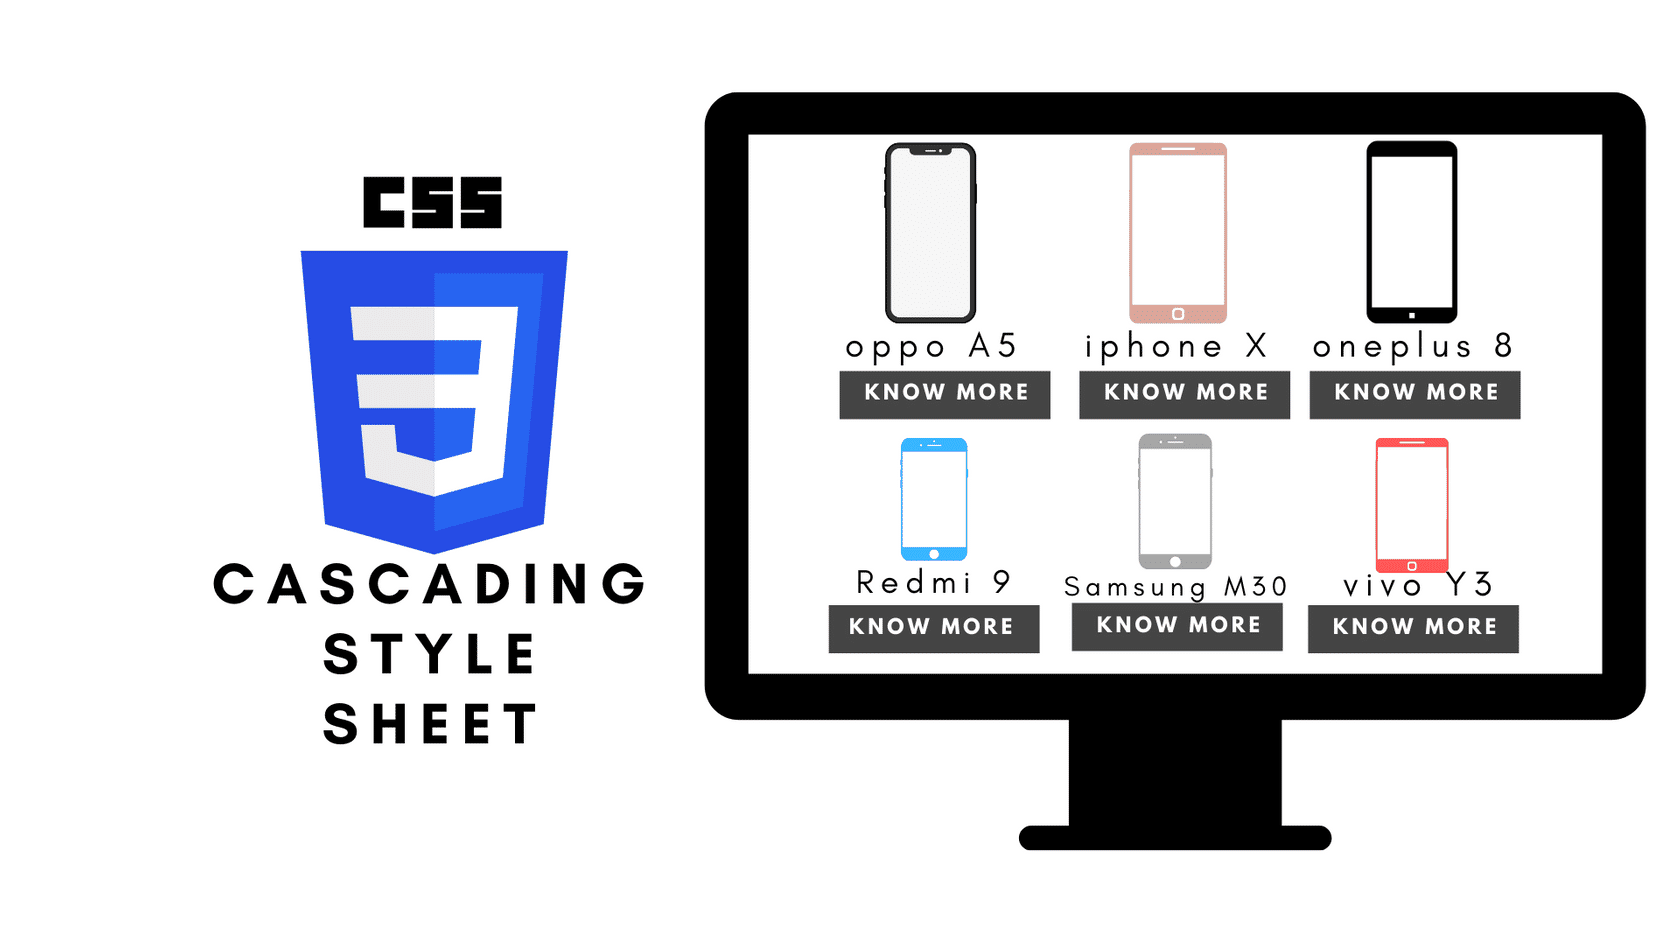 CSS
CASCADING
STYLE
SHEET
oppo A5
iphone X
oneplus 8
KNOW MORE
KNOW MORE
KNOW MORE
Redmi 9
Samsung M30
vivo Y3
KNOW MORE
KNOW MORE
KNOW MORE